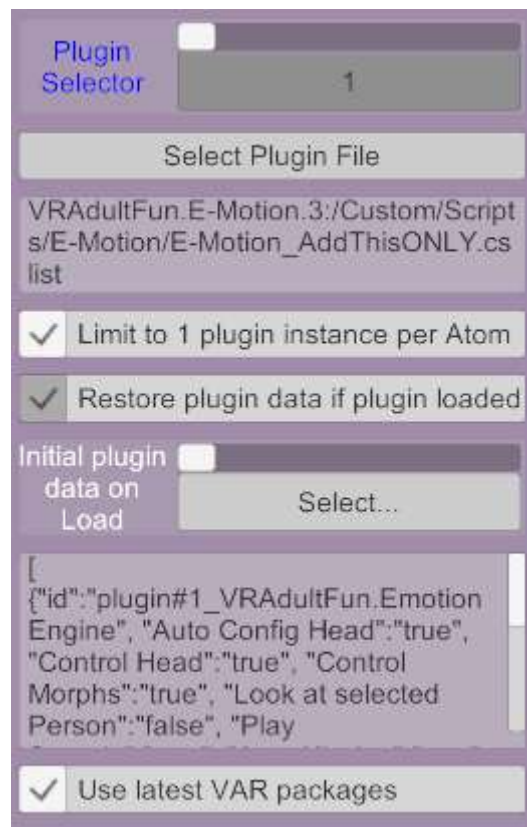 Plugin
Selector
1
Select Plugin File
VRAdultFun.E-Motion.3:/Custom/Script
s/E-Motion/E-Motion_AddThisONLY.cs
list
Limit to 1 plugin instance per Atom
Restore plugin data if plugin loaded
Initial plugin
data on
Load
Select...
[
{"id":"plugin#1_VRAdultFun.Emotion
Engine", "Auto Config Head":"true",
"Control Head":"true", "Control
Morphs":"true", "Look at selected
Person":"false", "Play
Use latest VAR packages